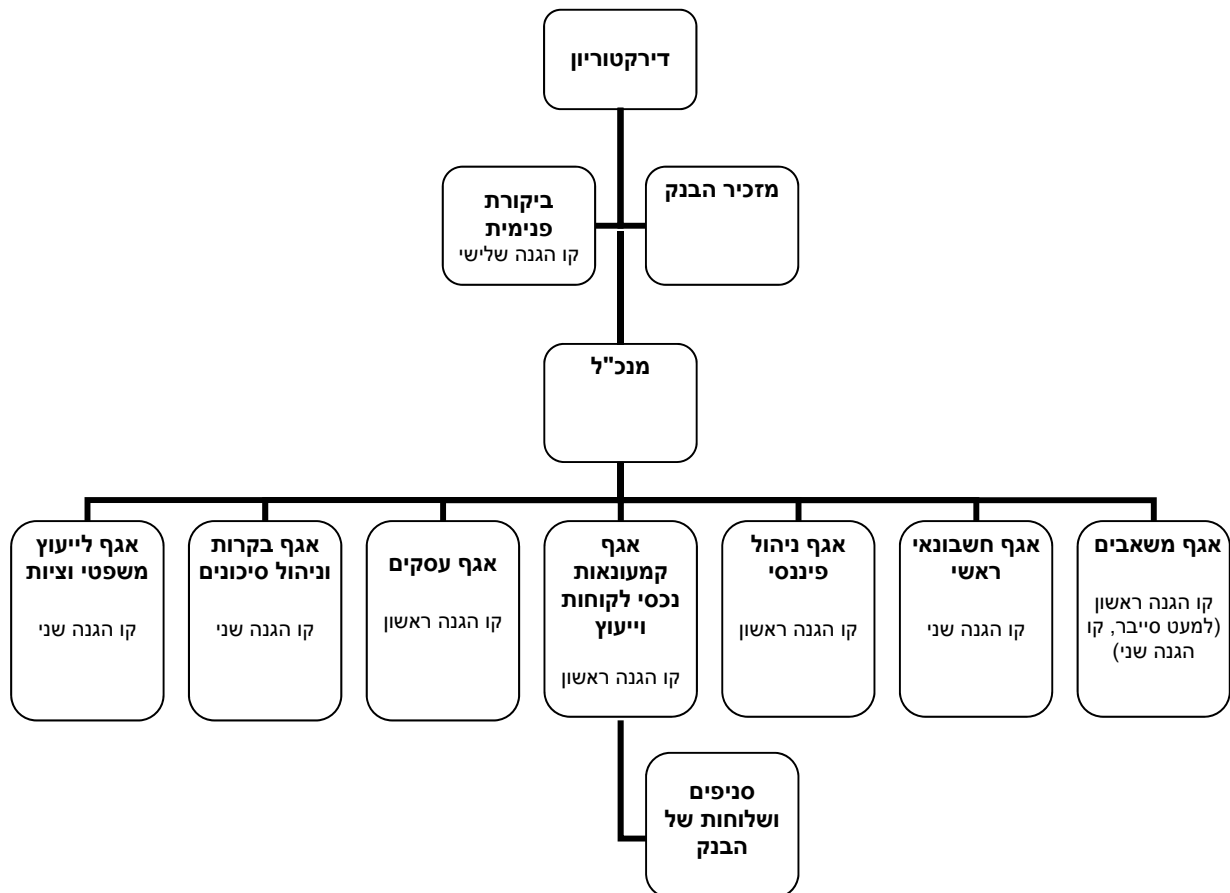 דירקטוריון
מזכיר הבנק
ביקורת
פנימית
קו הגנה שלישי
מנכ"ל
אגף משאבים
קו הגנה ראשון
(למעט סייבר, קו
הגנה שני)
אגף חשבונאי
ראשי
קו הגנה שני
אגף ניהול
פיננסי
קו הגנה ראשון
אגף
קמעונאות
נכסי לקוחות
וייעוץ
קו הגנה ראשון
אגף עסקים
קו הגנה ראשון
אגף בקרות
וניהול סיכונים
קו הגנה שני
אגף לייעוץ
משפטי וציות
קו הגנה שני
סניפים
ושלוחות של
הבנק